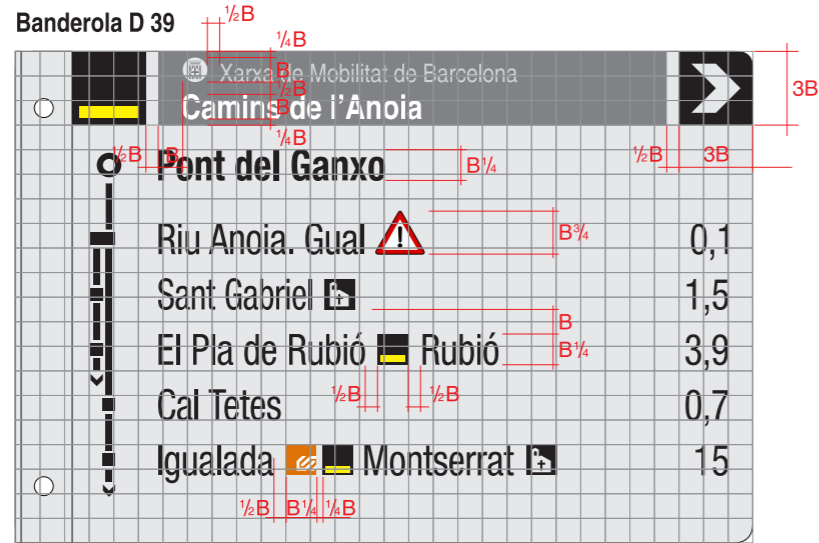 Banderola D 39
½B
¼B
Xarxa de Mobilitat de Barcelona
B
½B
3B
Camins de l'Anoia
B
¼B
½B
B
½B
3B
Pont del Ganxo
B¼
Riu Anoia. Gual
B¾
0,1
Sant Gabriel
1,5
B
El Pla de Rubió Rubió
B¼
3,9
½B
½B
Cal Tetes
0,7
Igualada Montserrat
15
½B
B¼
¼B